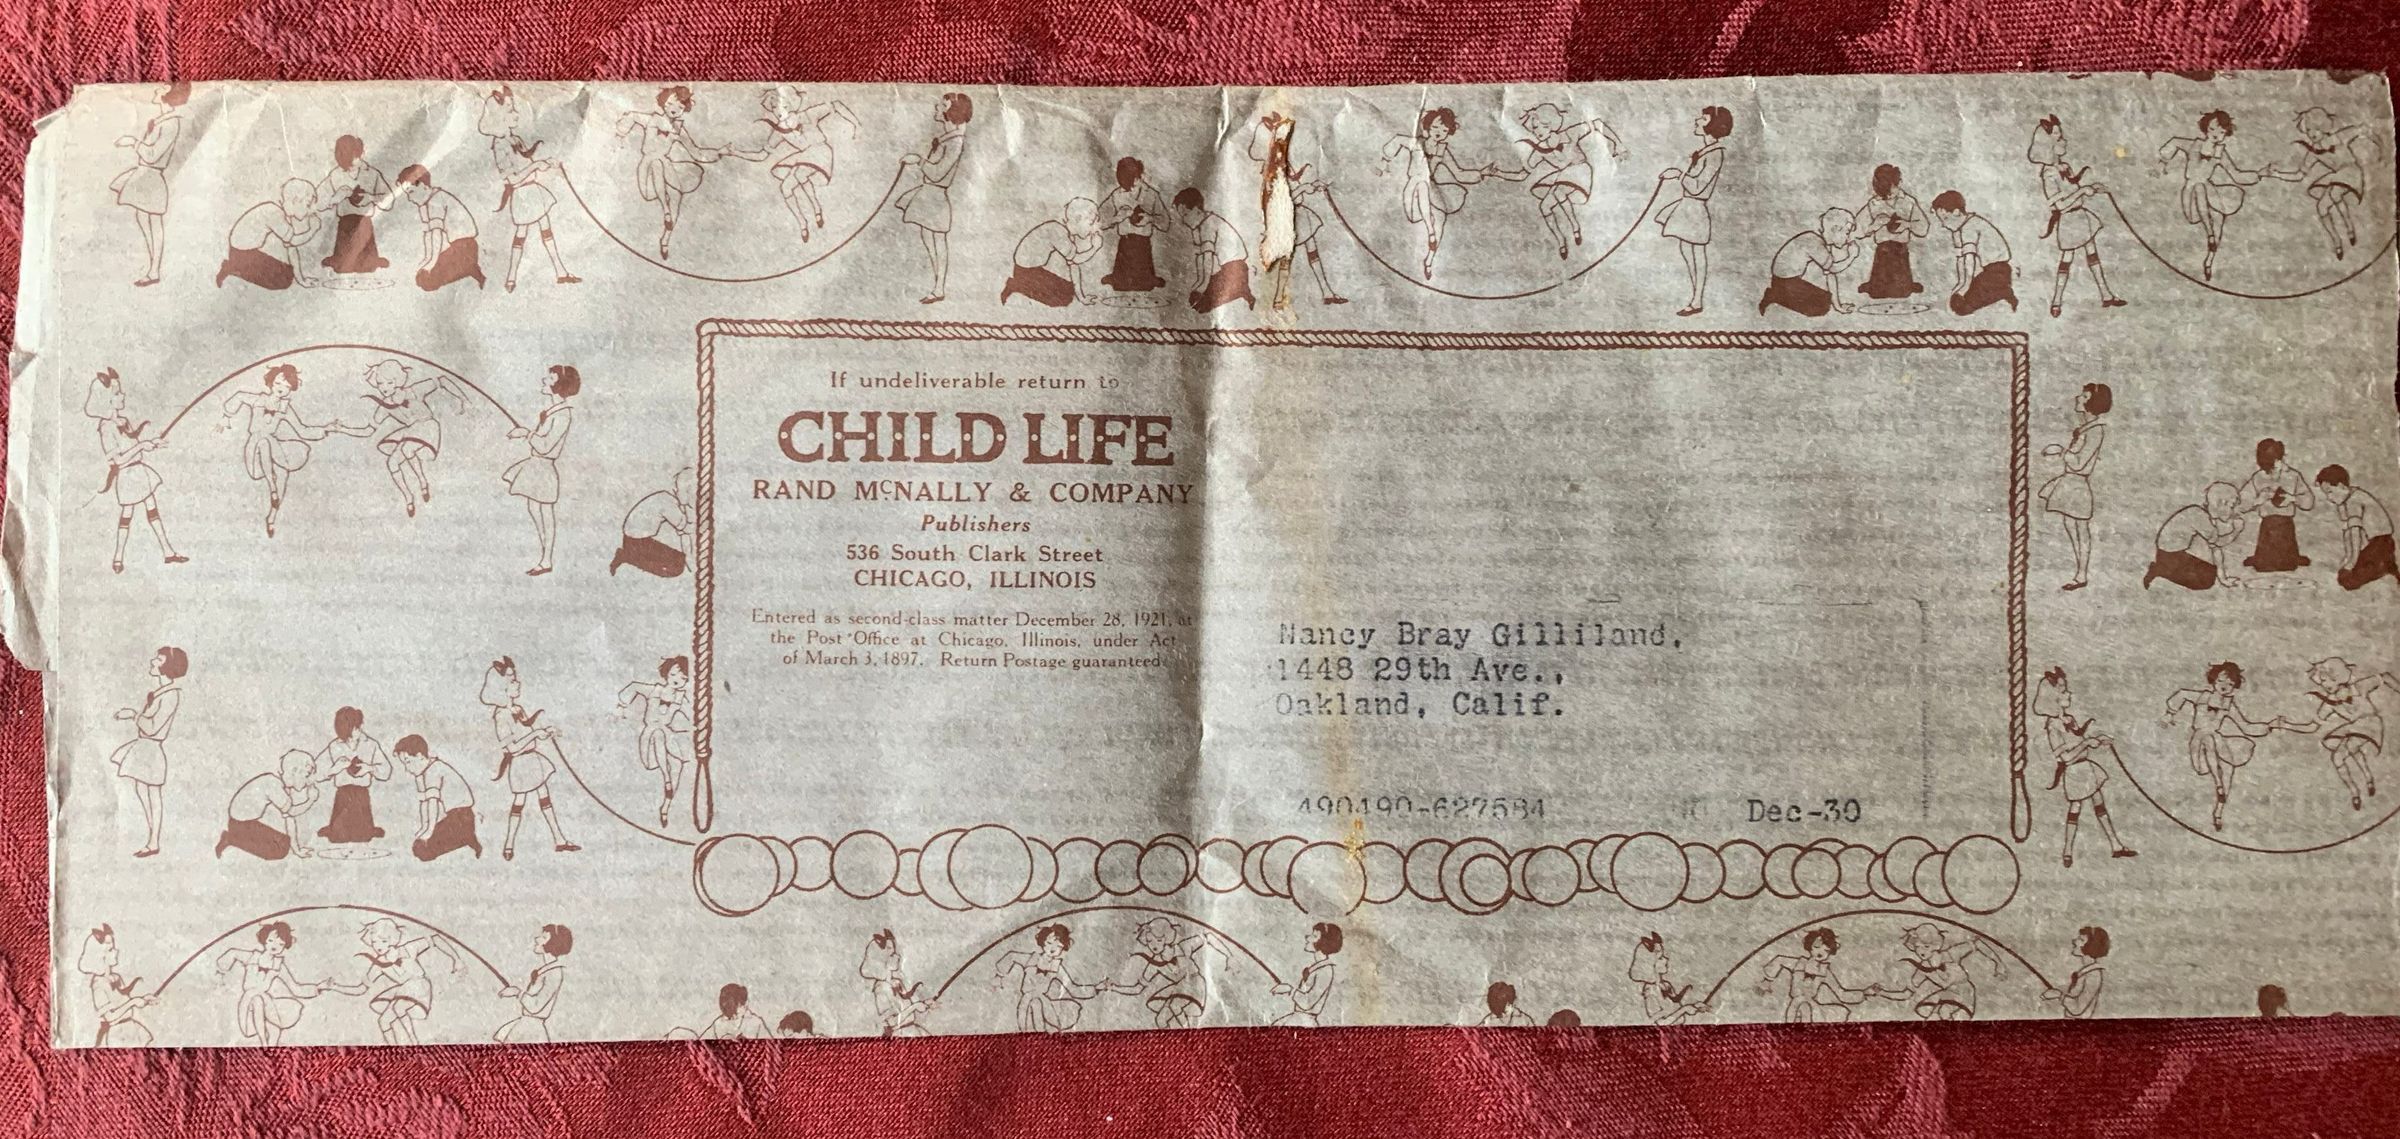 If undeliverable return to
CHILD LIFE
RAND McNALLY & COMPANY
Publishers
536 South Clark Street
CHICAGO, ILLINOIS
Entered as second-class matter December 28, 1921, at
the Post Office at Chicago, Illinois, under Act
of March 3, 1897. Return Postage guaranteed
Nancy Bray Gilliland,
1448 29th Ave.,
Oakland, Calif.
490490-627584 Dec-30